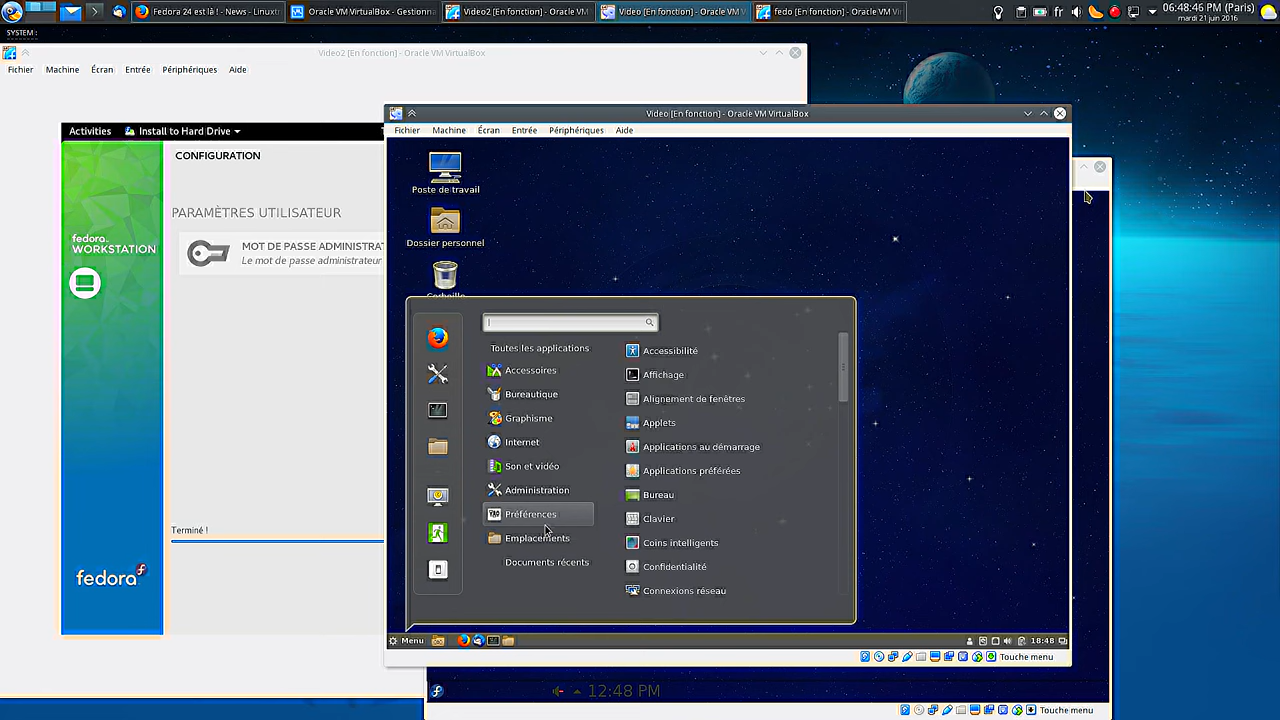 Fedora 24 est là ! - News - Linuxtr
Oracle VM VirtualBox - Gestionna
Video2 [En fonction] - Oracle VM
Video [En fonction] - Oracle VM V
fedo [En fonction] - Oracle VM Vi
fr
06:48:46 PM (Paris)
mardi 21 juin 2016
SYSTEM :
Video2 [En fonction] - Oracle VM VirtualBox
Fichier Machine Écran Entrée Périphériques Aide
Activities Install to Hard Drive
CONFIGURATION
PARAMÈTRES UTILISATEUR
fedora.
WORKSTATION
MOT DE PASSE ADMINISTRAT
Le mot de passe administrateur
Terminé !
fedora
Video [En fonction] - Oracle VM VirtualBox
Fichier Machine Écran Entrée Périphériques Aide
Poste de travail
Dossier personnel
Corbeille
Toutes les applications
Accessoires
Bureautique
Graphisme
Internet
Son et vidéo
Administration
Préférences
Emplacements
Documents récents
Accessibilité
Affichage
Alignement de fenêtres
Applets
Applications au démarrage
Applications préférées
Bureau
Clavier
Coins intelligents
Confidentialité
Connexions réseau
Menu
18:48
Touche menu
12:48 PM
Touche menu